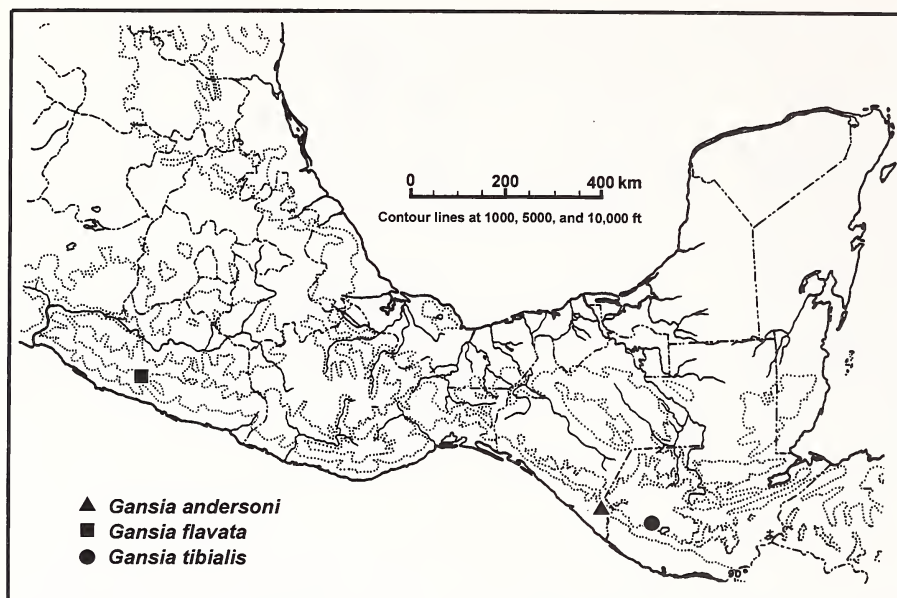 0 200 400 km
Contour lines at 1000, 5000, and 10,000 ft
Gansia andersoni
Gansia flavata
Gansia tibialis
90°